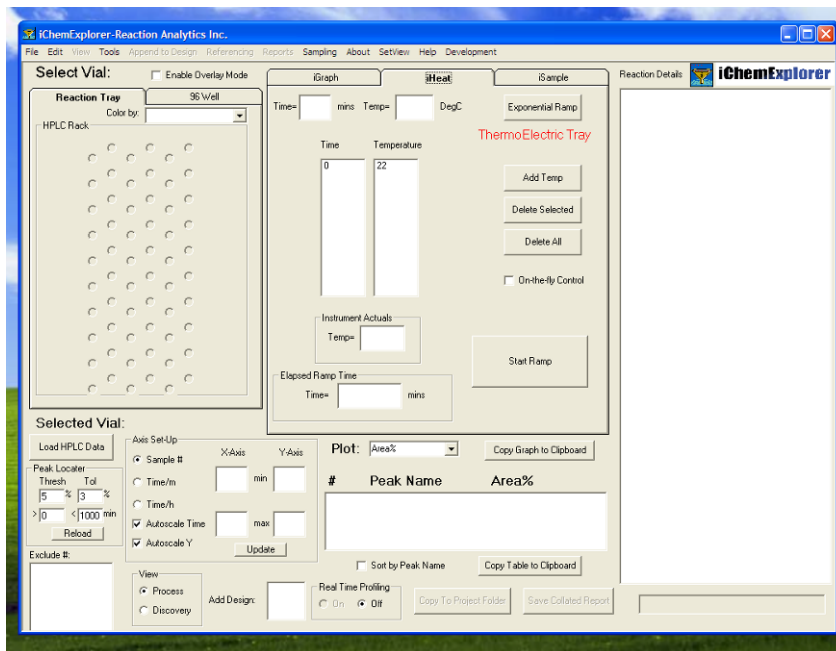 iChemExplorer-Reaction Analytics Inc.
File Edit View Tools Append to Design Referencing Reports Sampling About SetView Help Development
Select Vial:
Enable Overlay Mode
Reaction Tray
96 Well
Color by:
HPLC Rack
iGraph
iHeat
iSample
Time= mins Temp= DegC
Exponential Ramp
ThermoElectric Tray
Time Temperature
0 22
Add Temp
Delete Selected
Delete All
On-the-fly Control
Instrument Actuals
Temp=
Start Ramp
Elapsed Ramp Time
Time= mins
Reaction Details
iChemExplorer
Selected Vial:
Load HPLC Data
Peak Locater
Thresh Tol
5 % 3 %
> 0 < 1000 min
Reload
Exclude #:
Axis Set-Up
X-Axis Y-Axis
Sample #
Time/m
min
Time/h
Autoscale Time
max
Autoscale Y
Update
Plot: Area%
Copy Graph to Clipboard
# Peak Name Area%
Sort by Peak Name
Copy Table to Clipboard
View
Process
Discovery
Add Design:
Real Time Profiling
On Off
Copy To Project Folder
Save Collated Report